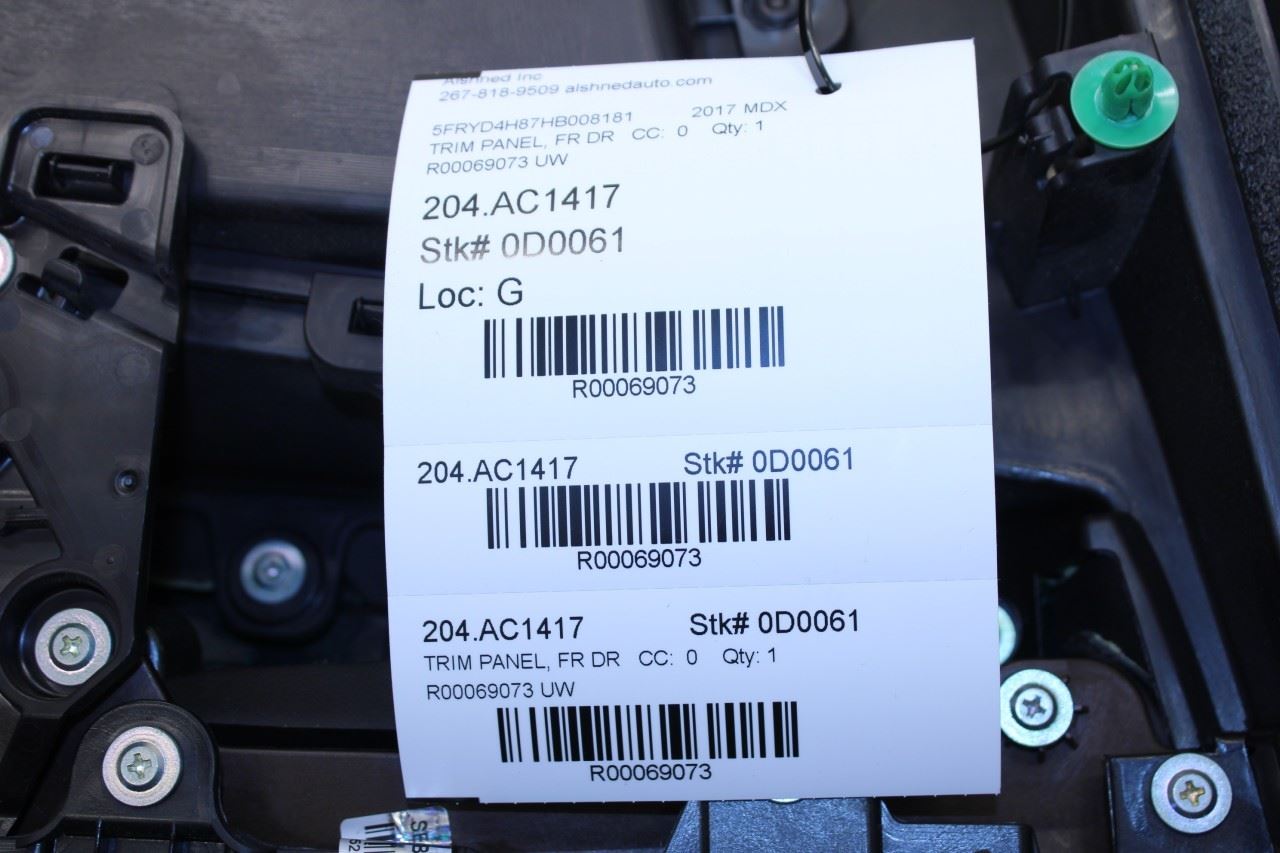 Alshned Inc
267-818-9509 alshnedauto.com
5FRYD4H87HB008181 2017 MDX
TRIM PANEL, FR DR CC: 0 Qty: 1
R00069073 UW
204.AC1417
Stk# 0D0061
Loc: G
R00069073
204.AC1417 Stk# 0D0061
R00069073
204.AC1417 Stk# 0D0061
TRIM PANEL, FR DR CC: 0 Qty: 1
R00069073 UW
R00069073